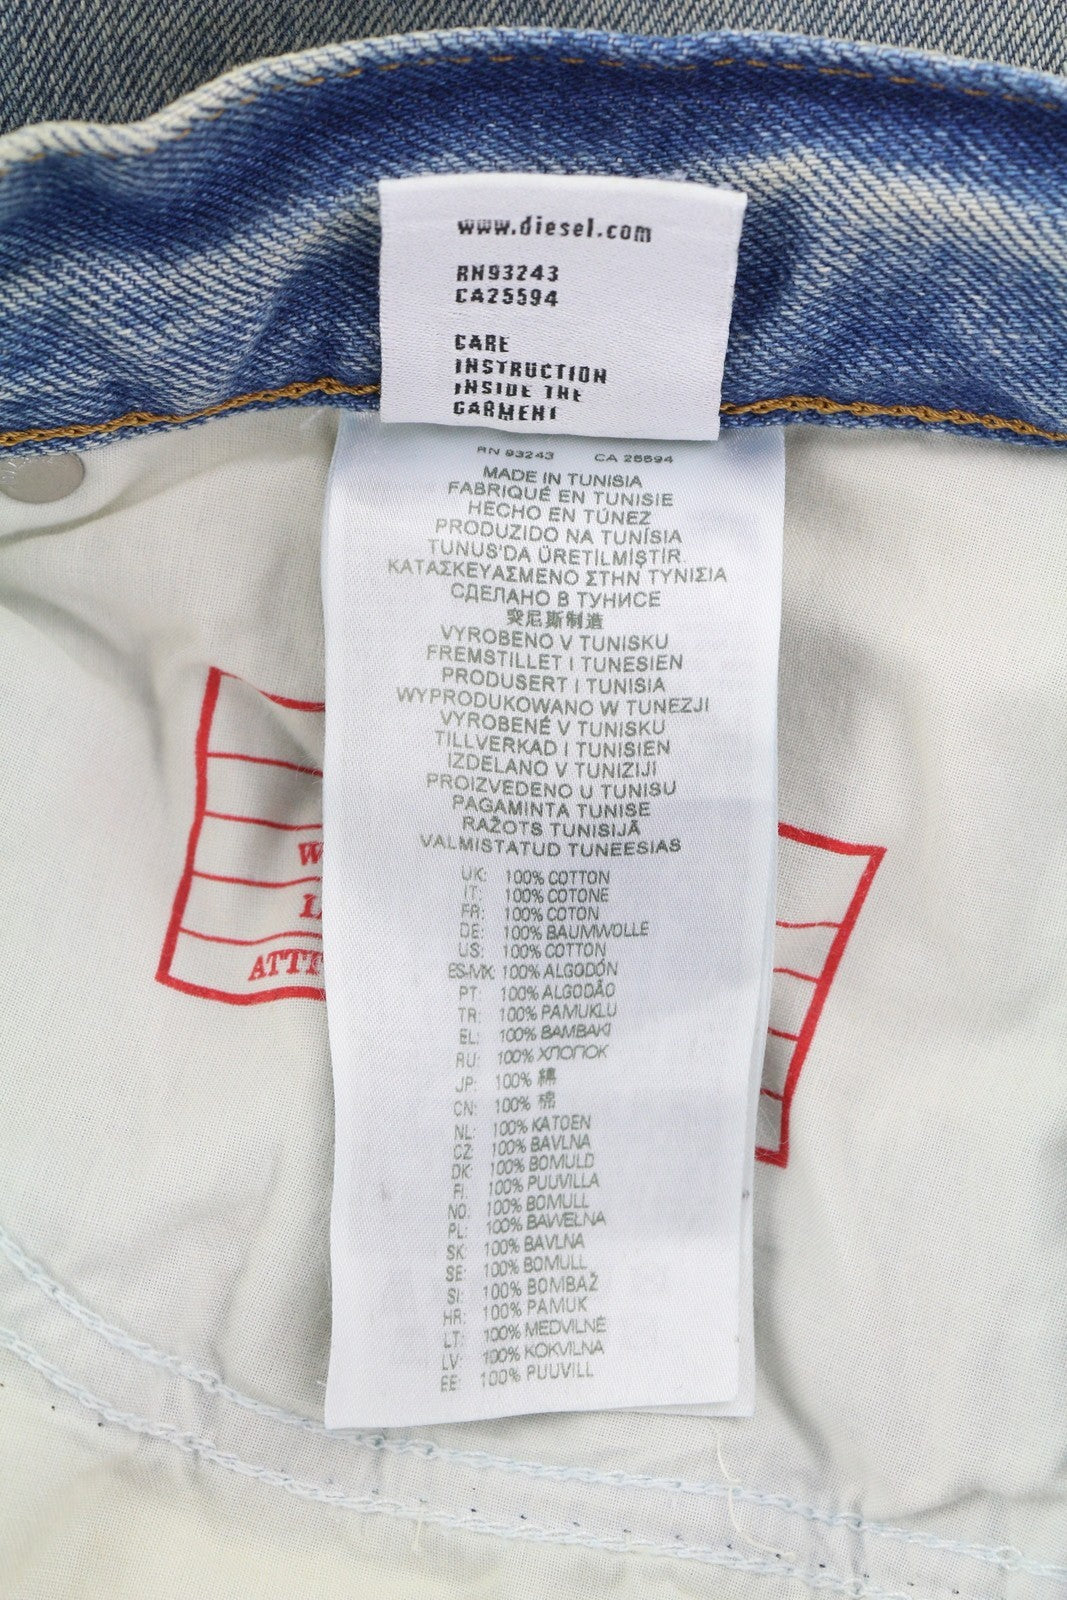 www.diesel.com
RN93243
CA25594
CARE
INSTRUCTION
INSIDE THE
GARMENT
RN 93243 CA 25594
MADE IN TUNISIA
FABRIQUÉ EN TUNISIE
HECHO EN TÚNEZ
PRODUZIDO NA TUNÍSIA
TUNUS'DA ÜRETILMIŞTIR
ΚΑΤΑΣΚΕΥΑΣΜΕΝΟ ΣΤΗΝ ΤΥΝΙΣΙΑ
СДЕЛАНО В ТУНИСЕ
突尼斯制造
VYROBENO V TUNISKU
FREMSTILLET I TUNESIEN
PRODUSERT I TUNISIA
WYPRODUKOWANO W TUNEZJI
VYROBENÉ V TUNISKU
TILLVERKAD I TUNISIEN
IZDELANO V TUNIZIJI
PROIZVEDENO U TUNISU
PAGAMINTA TUNISE
RAŽOTS TUNISIJĀ
VALMISTATUD TUNEESIAS
UK: 100% COTTON
IT: 100% COTONE
FR: 100% COTON
DE: 100% BAUMWOLLE
US: 100% COTTON
ES-MX: 100% ALGODÓN
PT: 100% ALGODÃO
TR: 100% PAMUKLU
EL: 100% ΒΑΜΒΑΚΙ
RU: 100% ХЛОПОК
JP: 100% 綿
CN: 100% 棉
NL: 100% KATOEN
CZ: 100% BAVLNA
DK: 100% BOMULD
FI: 100% PUUVILLA
NO: 100% BOMULL
PL: 100% BAWEŁNA
SK: 100% BAVLNA
SE: 100% BOMULL
SI: 100% BOMBAŽ
HR: 100% PAMUK
LT: 100% MEDVILNĖ
LV: 100% KOKVILNA
EE: 100% PUUVILL